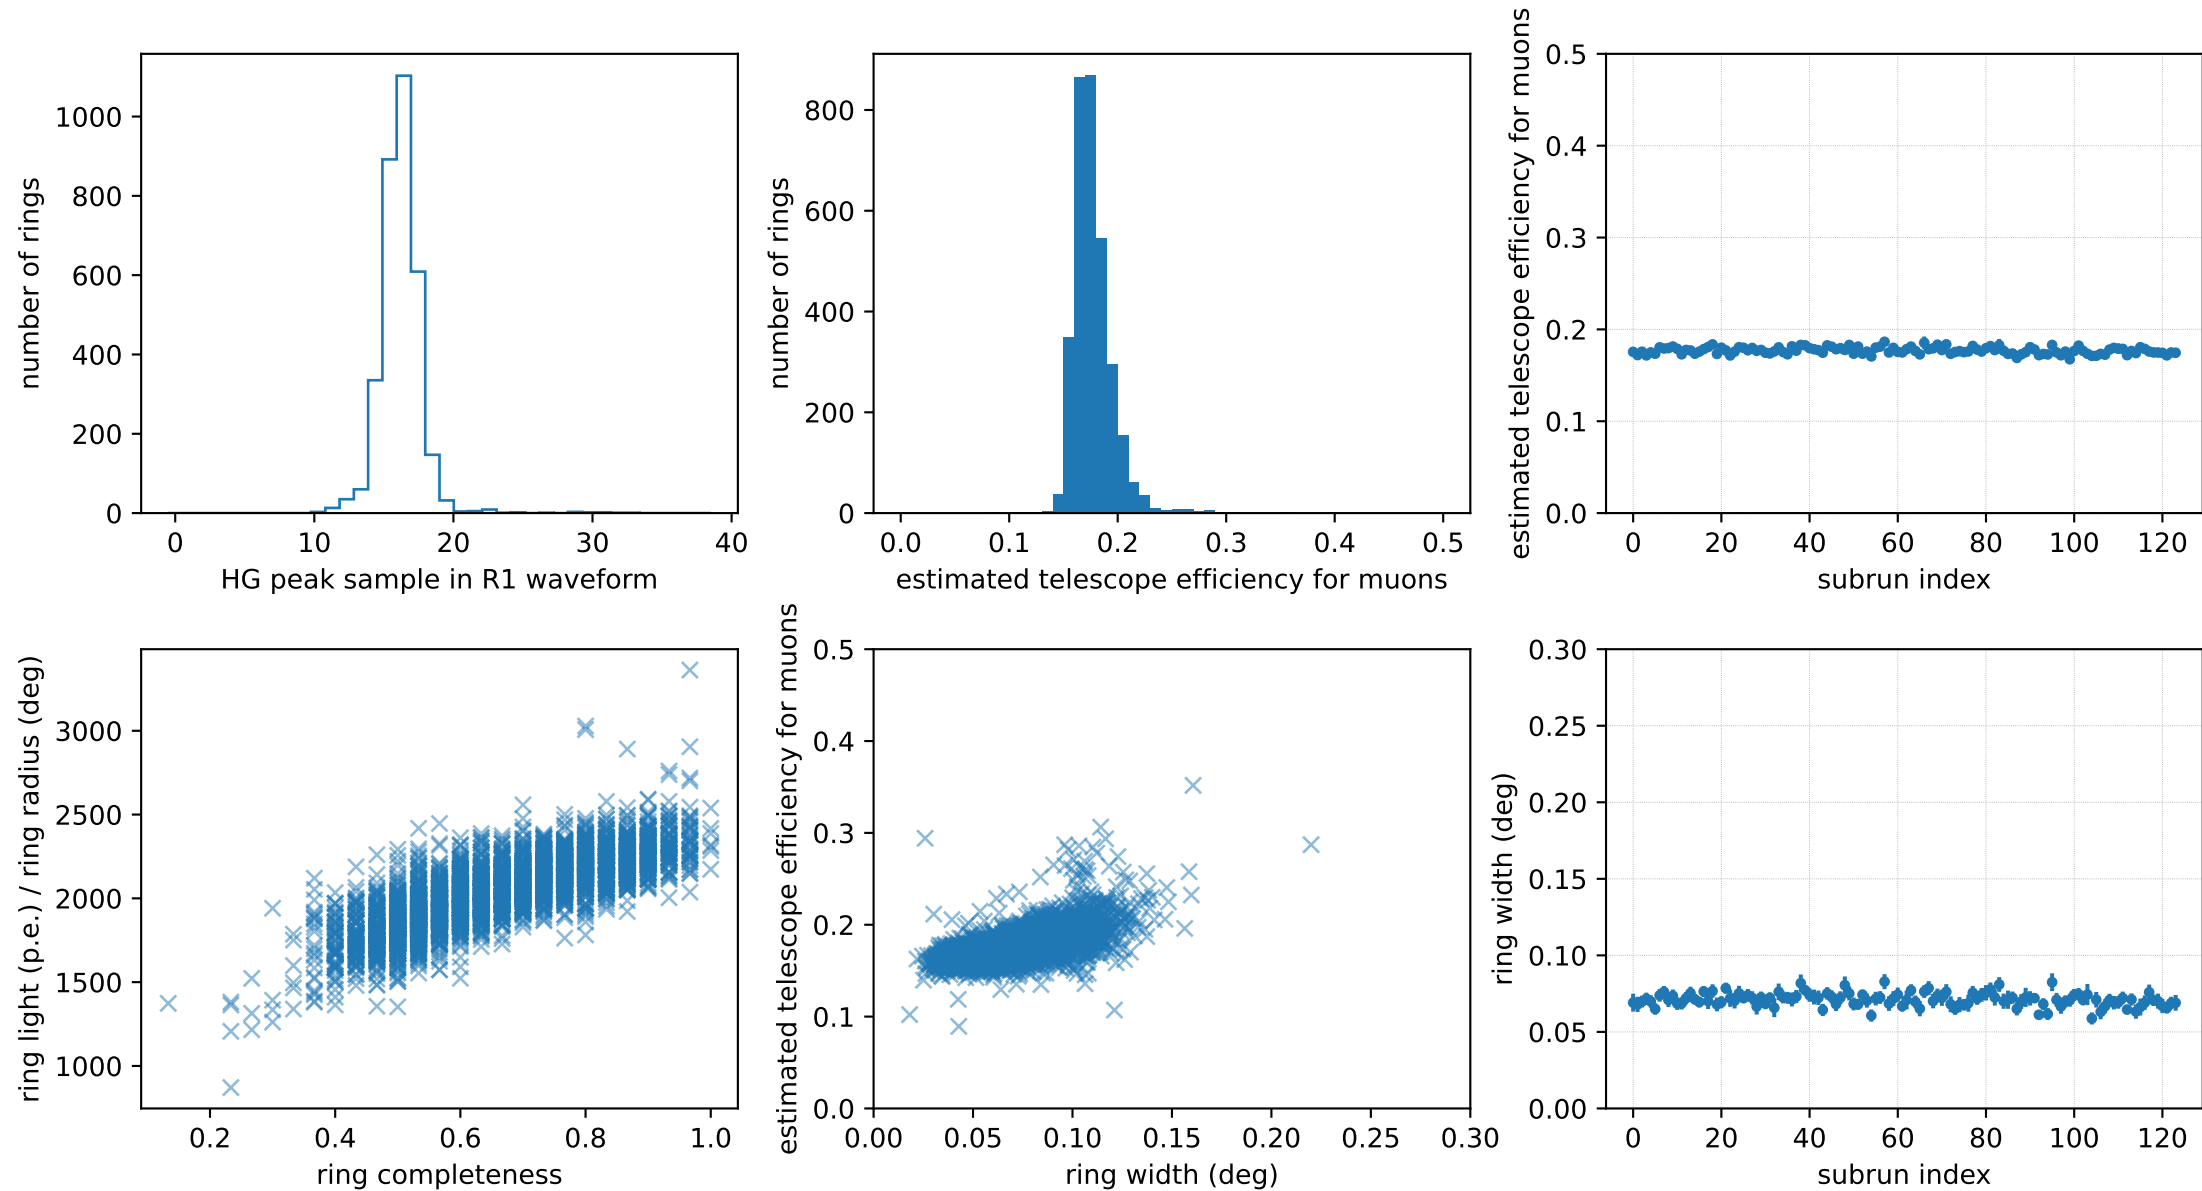 number of rings
1000
800
600
400
200
0
0 10 20 30 40
HG peak sample in R1 waveform
number of rings
800
600
400
200
0
0.0 0.1 0.2 0.3 0.4 0.5
estimated telescope efficiency for muons
estimated telescope efficiency for muons
0.5
0.4
0.3
0.2
0.1
0.0
0 20 40 60 80 100 120
subrun index
ring light (p.e.) / ring radius (deg)
3000
2500
2000
1500
1000
0.2 0.4 0.6 0.8 1.0
ring completeness
estimated telescope efficiency for muons
0.5
0.4
0.3
0.2
0.1
0.0
0.00 0.05 0.10 0.15 0.20 0.25 0.30
ring width (deg)
ring width (deg)
0.30
0.25
0.20
0.15
0.10
0.05
0.00
0 20 40 60 80 100 120
subrun index